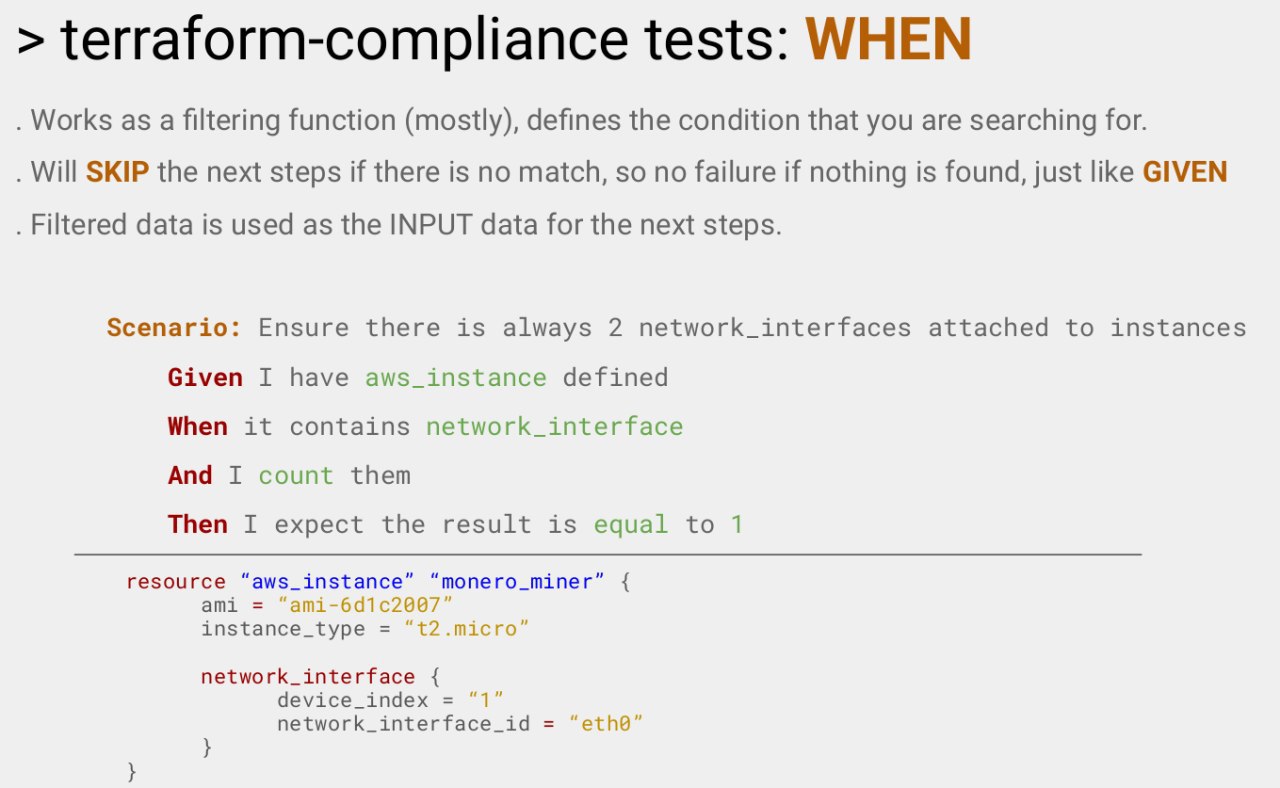 > terraform-compliance tests: WHEN
. Works as a filtering function (mostly), defines the condition that you are searching for.
. Will SKIP the next steps if there is no match, so no failure if nothing is found, just like GIVEN
. Filtered data is used as the INPUT data for the next steps.
Scenario: Ensure there is always 2 network_interfaces attached to instances
Given I have aws_instance defined
When it contains network_interface
And I count them
Then I expect the result is equal to 1
resource “aws_instance” “monero_miner” {
ami = “ami-6d1c2007”
instance_type = “t2.micro”
network_interface {
device_index = “1”
network_interface_id = “eth0”
}
}